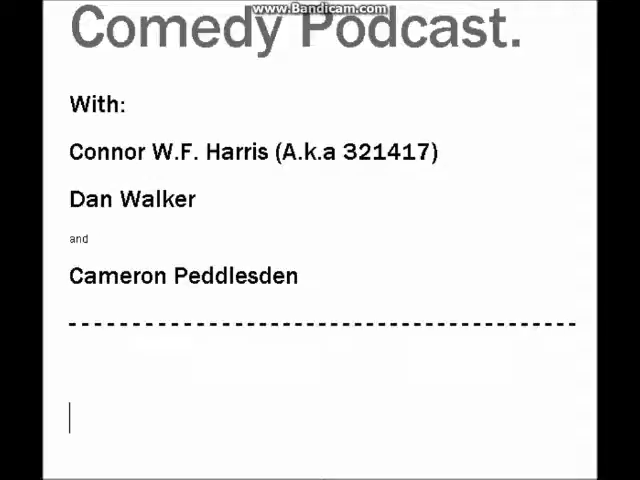 www.Bandicam.com
Comedy Podcast.
With:
Connor W.F. Harris (A.k.a 321417)
Dan Walker
and
Cameron Peddlesden
----------------------------------------